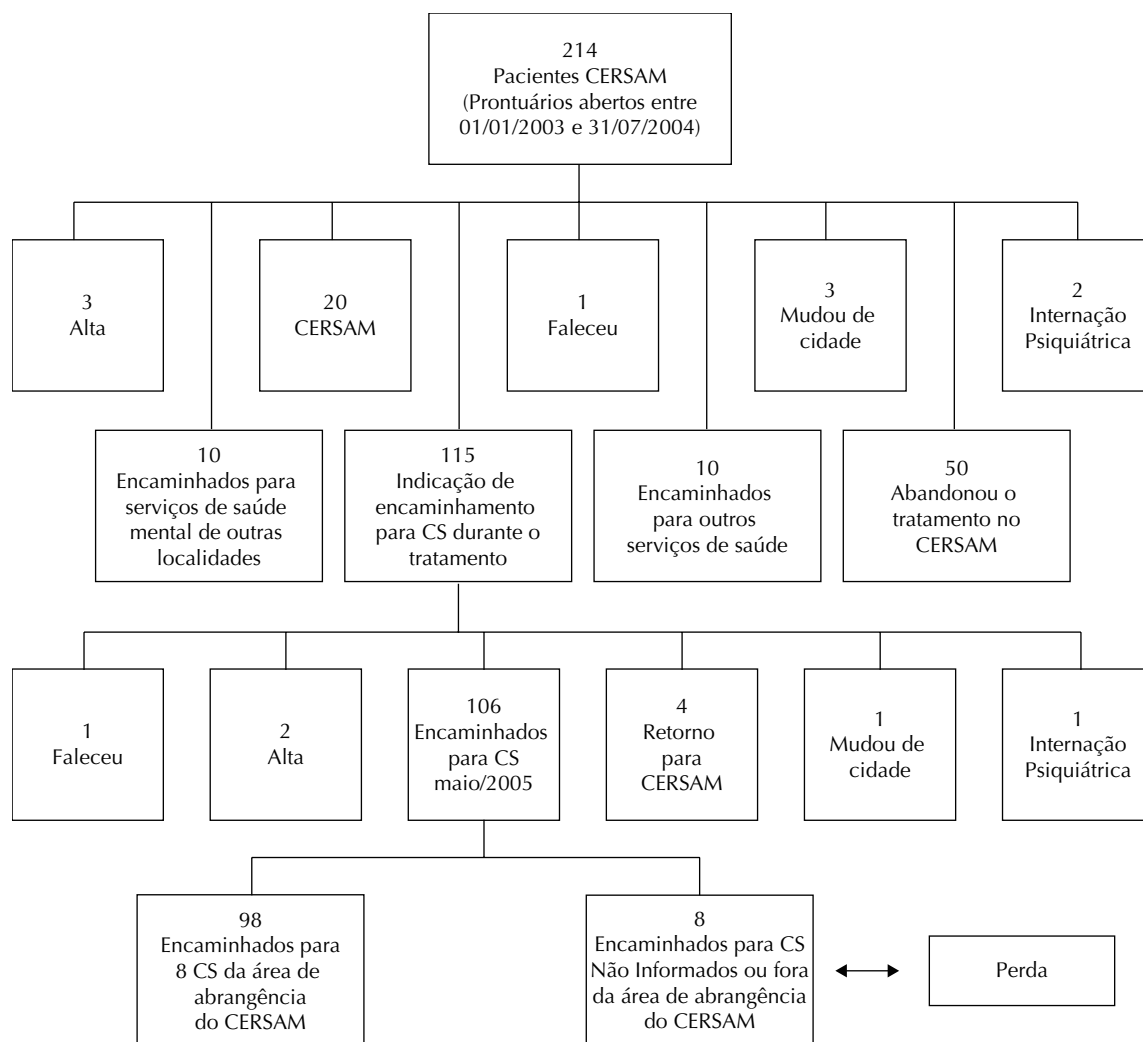 214
Pacientes CERSAM
(Prontuários abertos entre
01/01/2003 e 31/07/2004)
3
Alta
20
CERSAM
1
Faleceu
3
Mudou de
cidade
2
Internação
Psiquiátrica
10
Encaminhados para
serviços de saúde
mental de outras
localidades
115
Indicação de
encaminhamento
para CS durante o
tratamento
10
Encaminhados
para outros
serviços de saúde
50
Abandonou o
tratamento no
CERSAM
1
Faleceu
2
Alta
106
Encaminhados
para CS
maio/2005
4
Retorno
para
CERSAM
1
Mudou de
cidade
1
Internação
Psiquiátrica
98
Encaminhados para
8 CS da área de
abrangência
do CERSAM
8
Encaminhados para CS
Não Informados ou fora
da área de abrangência
do CERSAM
Perda